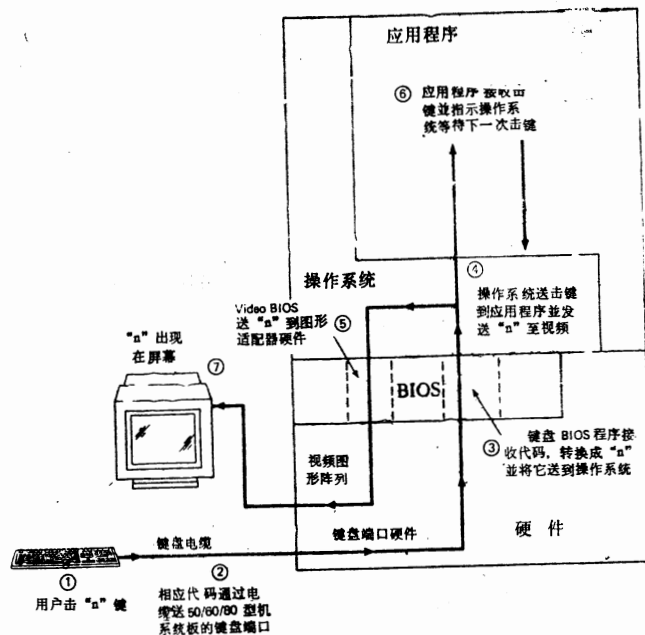 应用程序
⑥ 应用程序接收击
键並指示操作系
统等待下一次击键
④
操作系统
操作系统送击键
到应用程序並发
送“n”至视频
Video BIOS
送“n”到图形
适配器硬件
⑤
“n”出现
在屏幕
⑦
BIOS
③
键盘 BIOS 程序接
收代码，转换成“n”
並将它送到操作系统
视频图
形阵列
硬件
键盘电缆
键盘端口硬件
①
用户击“n”键
②
相应代码通过电
缆送 50/60/80 型机
系统板的键盘端口